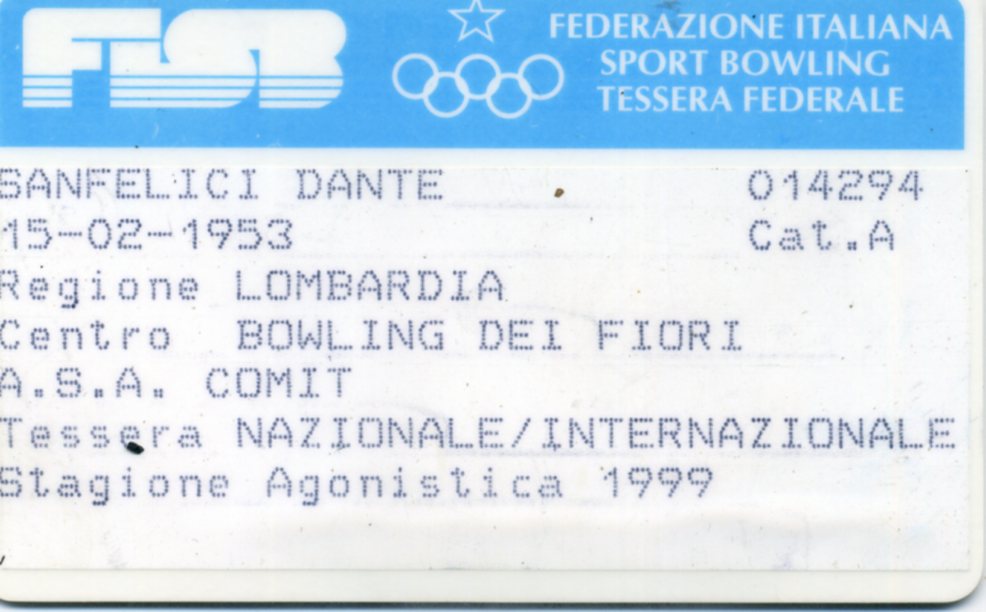 FISB
FEDERAZIONE ITALIANA
SPORT BOWLING
TESSERA FEDERALE
SANFELICI DANTE 014294
15-02-1953 Cat.A
Regione LOMBARDIA
Centro BOWLING DEI FIORI
A.S.A. COMIT
Tessera NAZIONALE/INTERNAZIONALE
Stagione Agonistica 1999